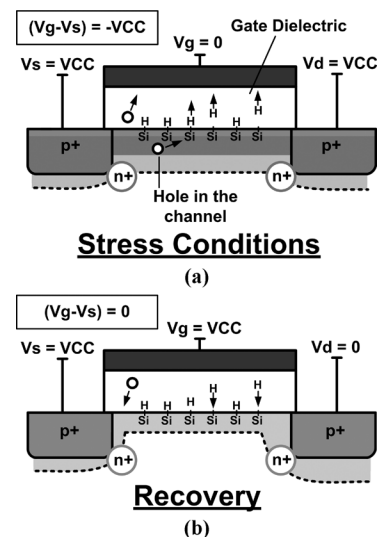 (Vg-Vs) = -VCC
Gate Dielectric
Vg = 0
Vs = VCC
Vd = VCC
H H H H H H
Si Si Si Si Si Si
p+
p+
n+
n+
Hole in the
channel
Stress Conditions
(a)
(Vg-Vs) = 0
Vg = VCC
Vs = VCC
Vd = 0
H H H H H H
Si Si Si Si Si Si
p+
p+
n+
n+
Recovery
(b)